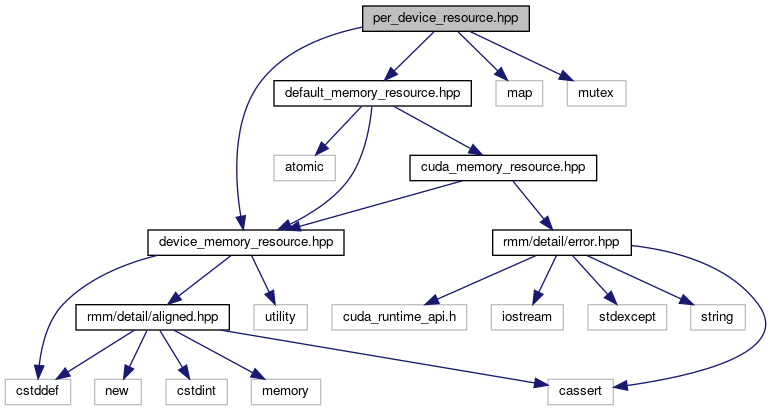 per_device_resource.hpp
default_memory_resource.hpp
map
mutex
atomic
cuda_memory_resource.hpp
device_memory_resource.hpp
rmm/detail/error.hpp
rmm/detail/aligned.hpp
utility
cuda_runtime_api.h
iostream
stdexcept
string
cstddef
new
cstdint
memory
cassert